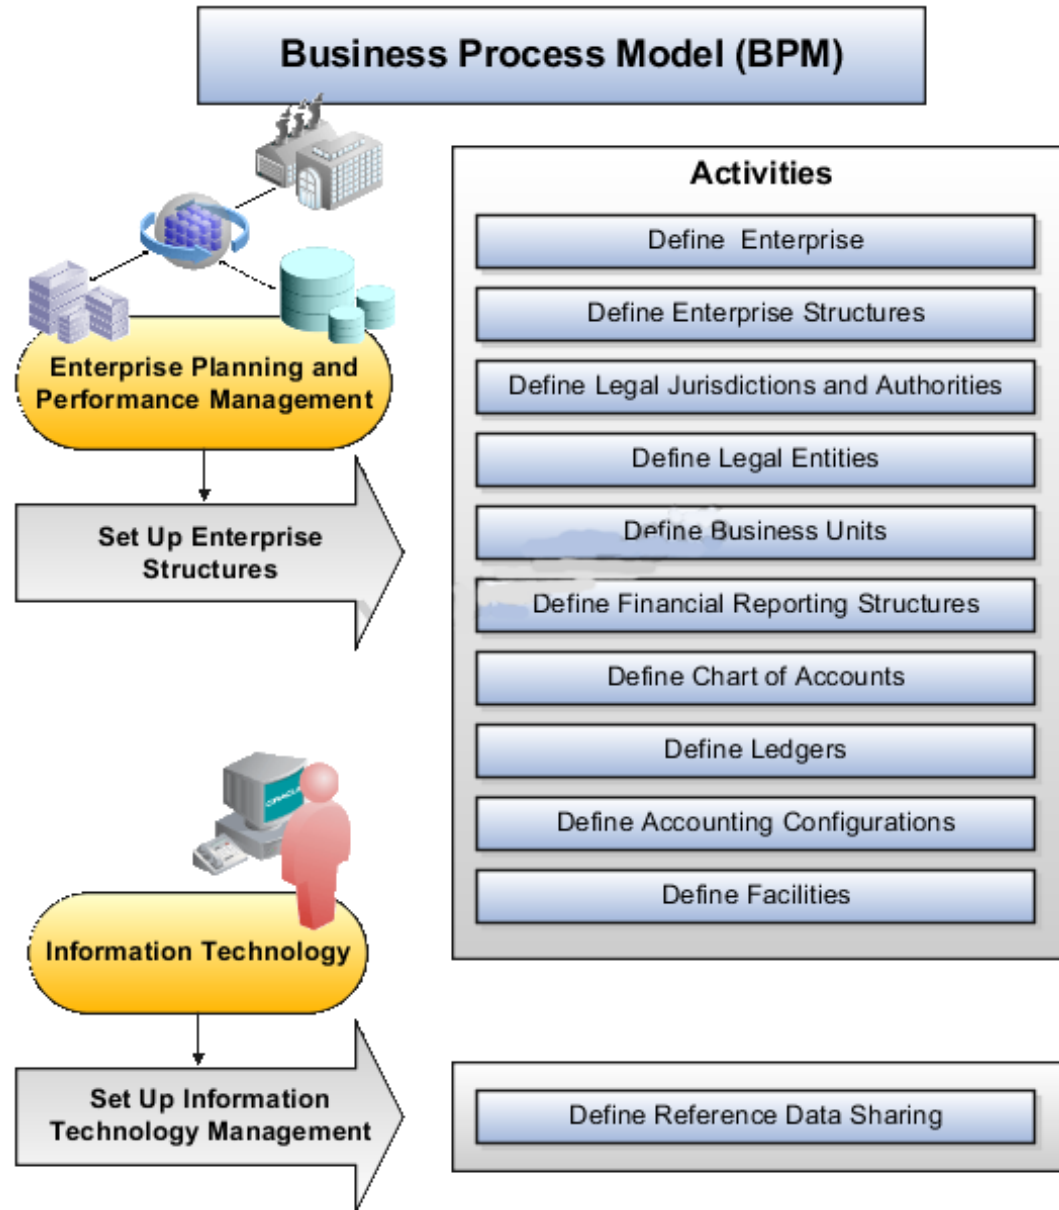 Business Process Model (BPM)
Enterprise Planning and
Performance Management
Set Up Enterprise
Structures
Activities
Define Enterprise
Define Enterprise Structures
Define Legal Jurisdictions and Authorities
Define Legal Entities
Define Business Units
Define Financial Reporting Structures
Define Chart of Accounts
Define Ledgers
Define Accounting Configurations
Define Facilities
Information Technology
Set Up Information
Technology Management
Define Reference Data Sharing